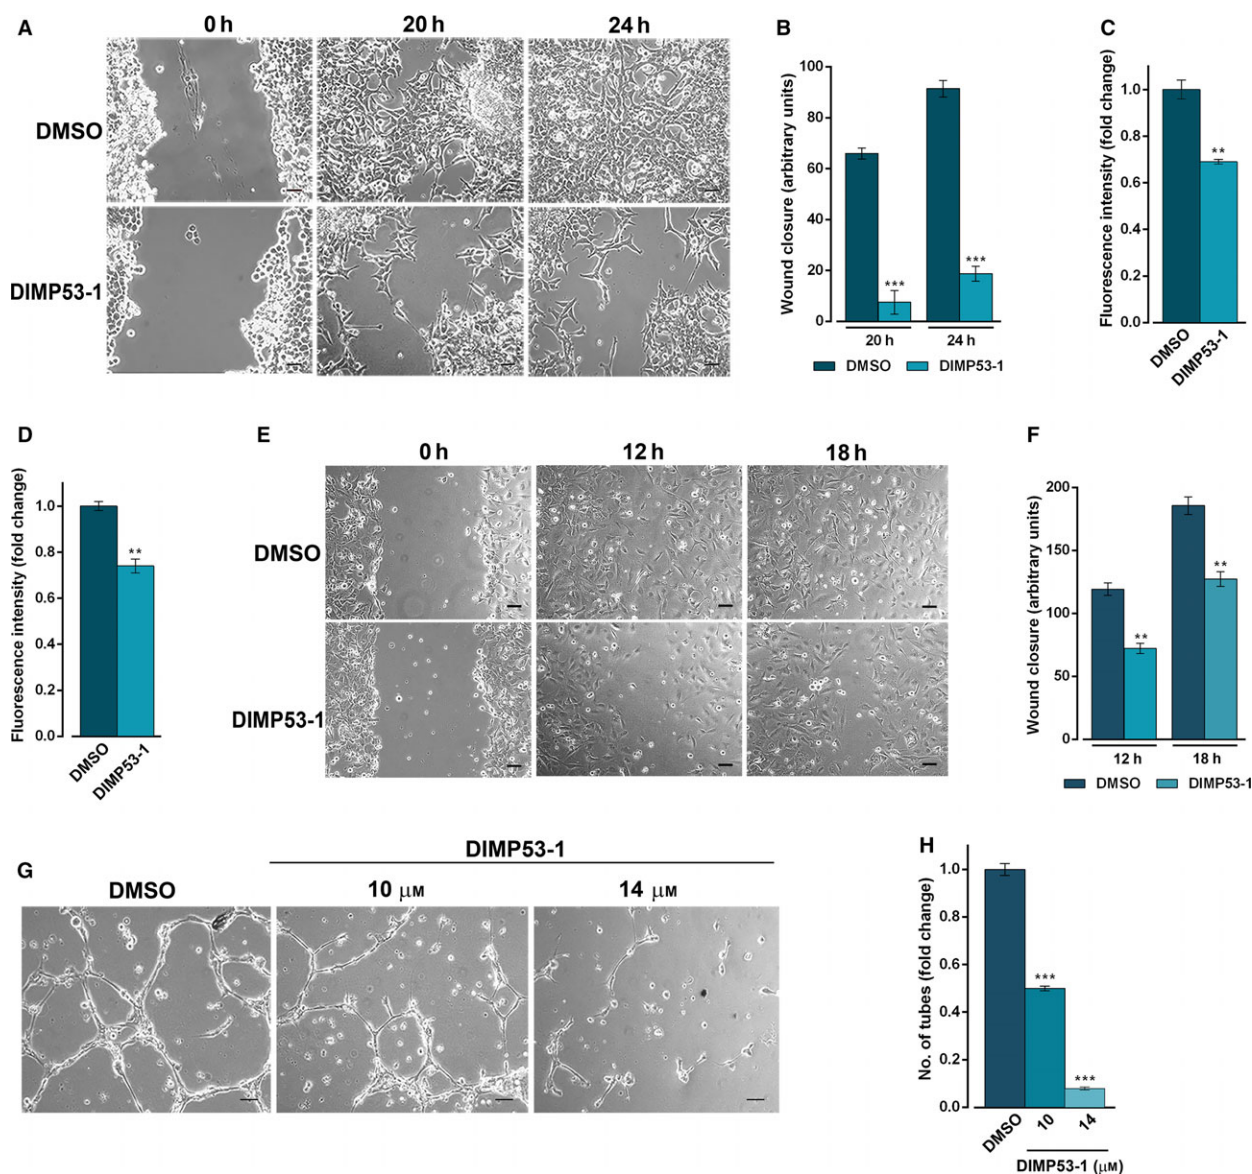 A
0 h
20 h
24 h
DMSO
DIMP53-1
B
Wound closure (arbitrary units)
100
80
60
40
20
0
***
***
20 h
24 h
DMSO
DIMP53-1
C
Fluorescence intensity (fold change)
1.0
0.8
0.6
0.4
0.2
0.0
**
DMSO
DIMP53-1
D
Fluorescence intensity (fold change)
1.0
0.8
0.6
0.4
0.2
0.0
**
DMSO
DIMP53-1
E
0 h
12 h
18 h
DMSO
DIMP53-1
F
Wound closure (arbitrary units)
200
150
100
50
0
**
**
12 h
18 h
DMSO
DIMP53-1
G
DIMP53-1
DMSO
10 μM
14 μM
H
No. of tubes (fold change)
1.0
0.8
0.6
0.4
0.2
0.0
***
***
DMSO
10
14
DIMP53-1 (μM)